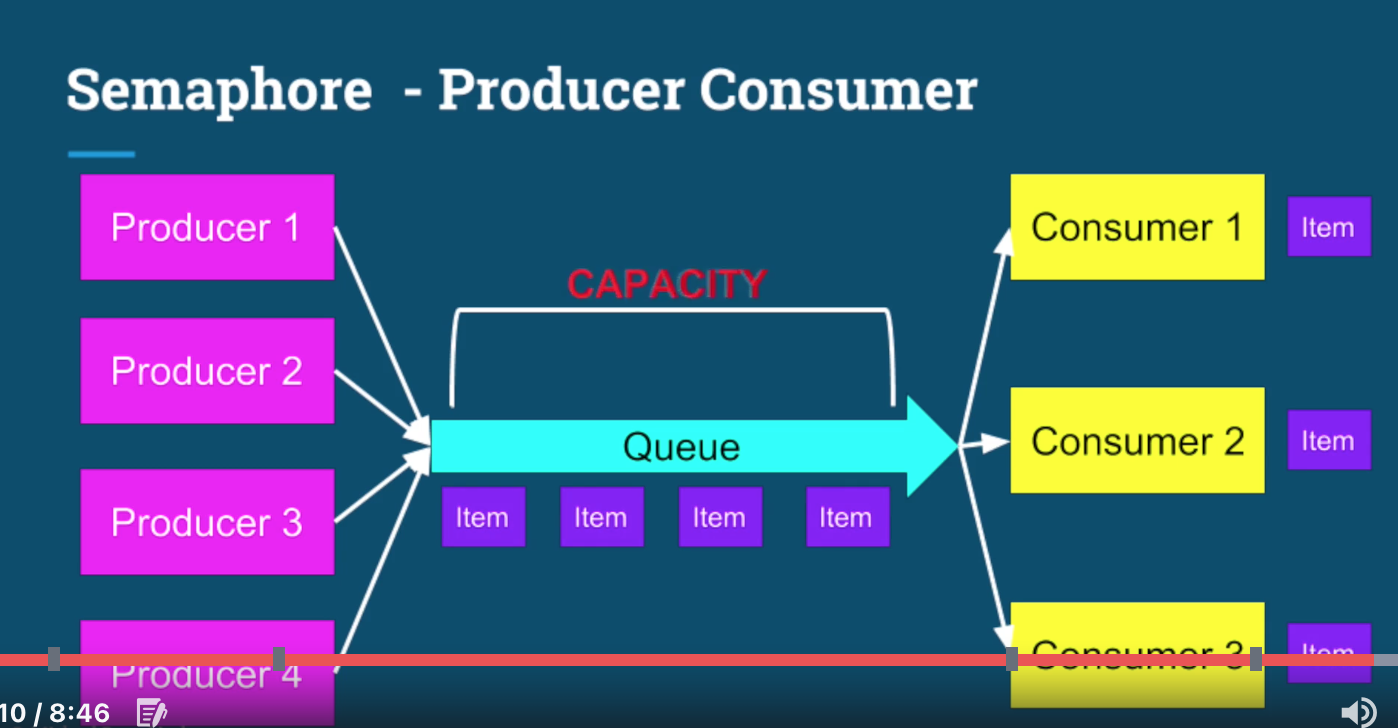 Semaphore - Producer Consumer
Producer 1
Producer 2
Producer 3
Producer 4
CAPACITY
Queue
Item
Item
Item
Item
Consumer 1
Item
Consumer 2
Item
Consumer 3
Item
10 / 8:46